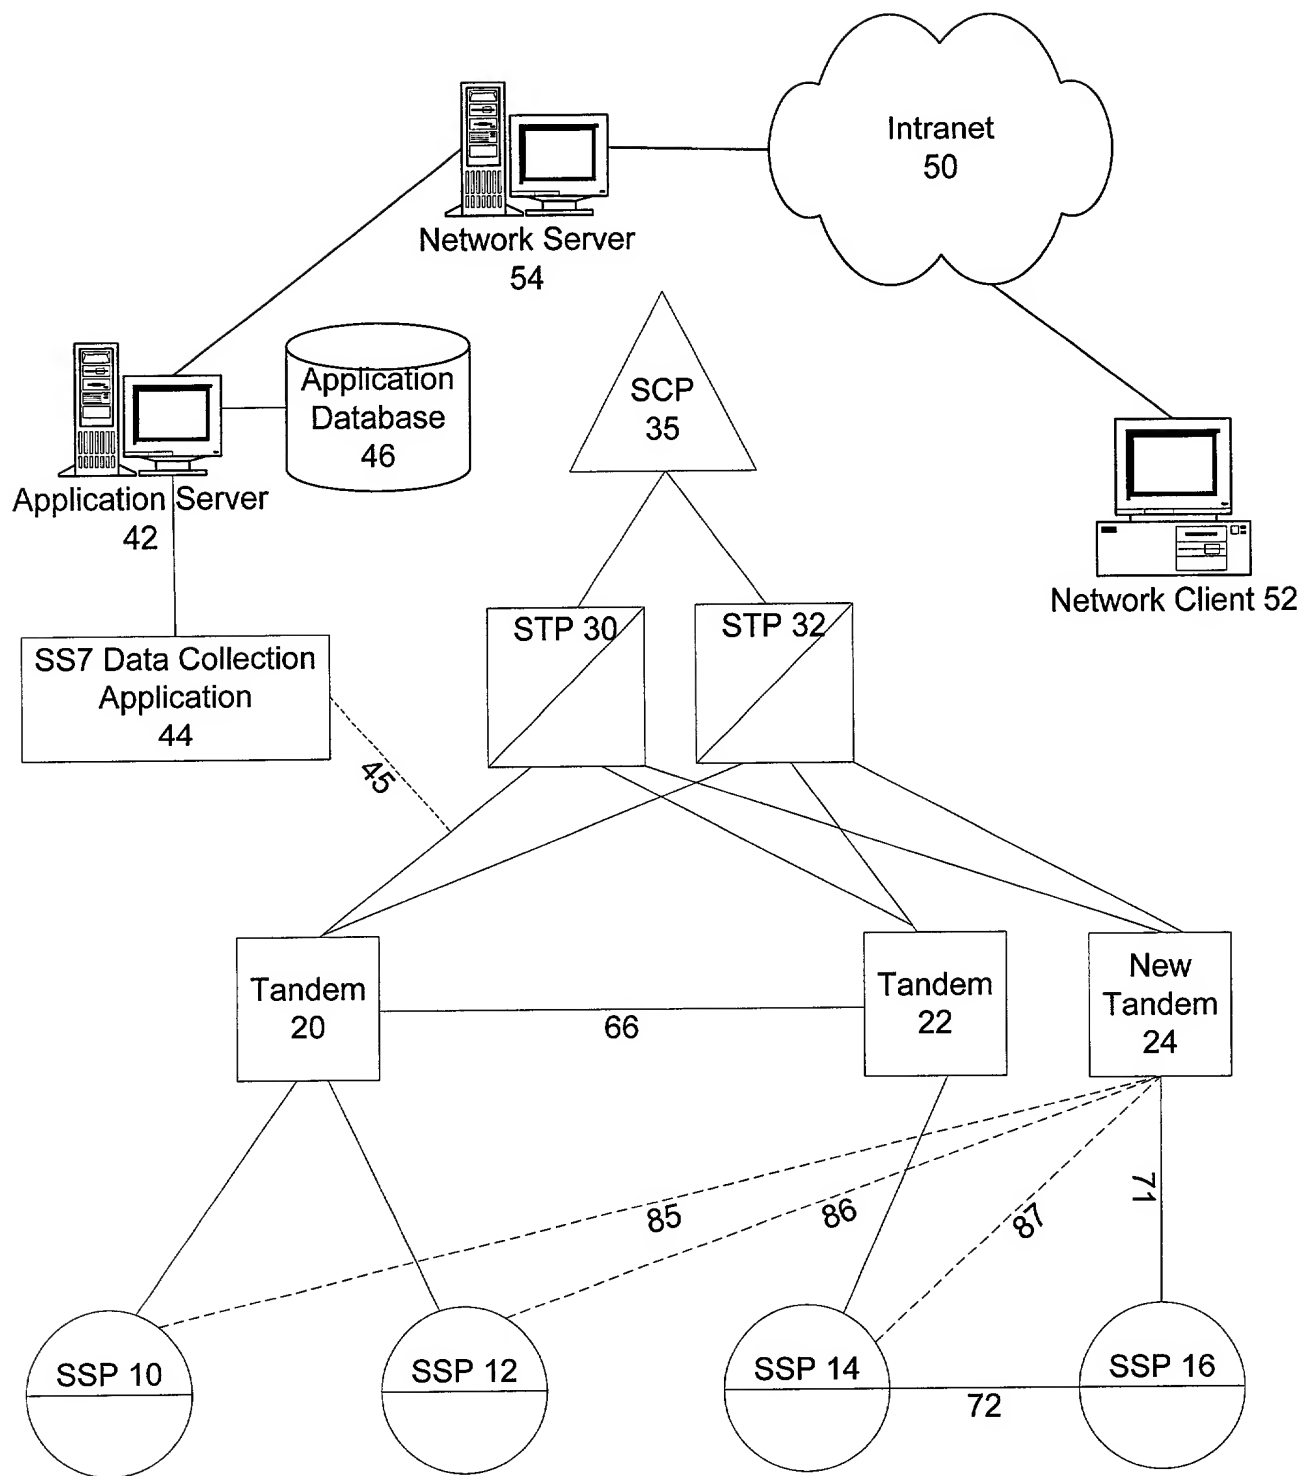 Intranet
50
Network Server
54
Application
Database
46
SCP
35
Application Server
42
Network Client 52
STP 30
STP 32
SS7 Data Collection
Application
44
45
Tandem
20
66
Tandem
22
New
Tandem
24
85
86
87
71
SSP 10
SSP 12
SSP 14
72
SSP 16